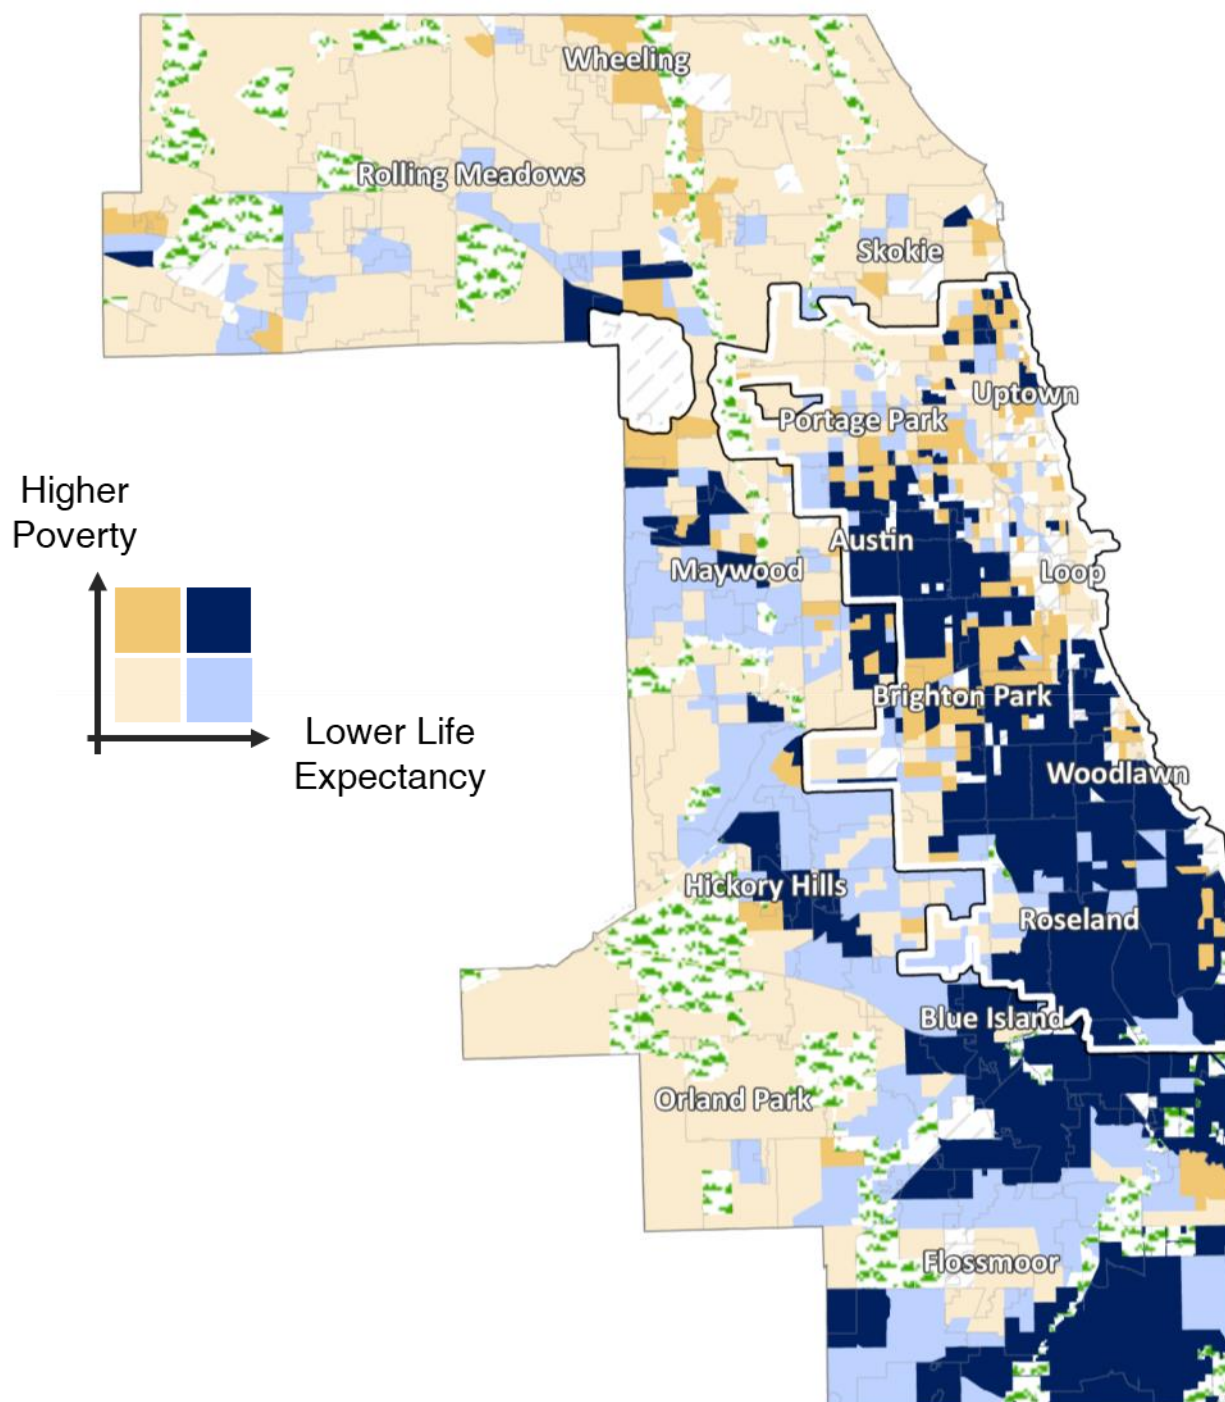 Wheeling
Rolling Meadows
Skokie
Uptown
Portage Park
Higher
Poverty
Austin
Maywood
Loop
Brighton Park
Lower Life
Expectancy
Woodlawn
Hickory Hills
Roseland
Blue Island
Orland Park
Flossmoor